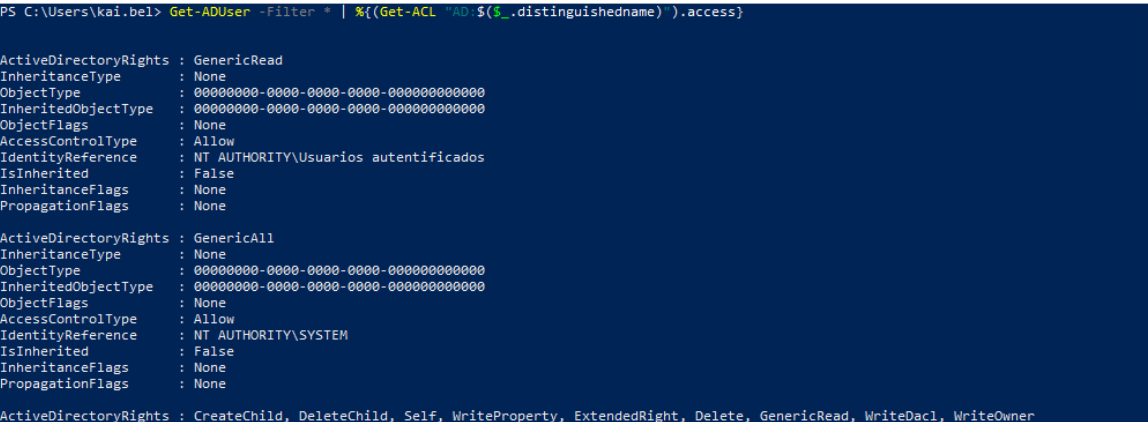 PS C:\Users\kai.bel> Get-ADUser -Filter * | %{(Get-ACL "AD:$($_.distinguishedname)").access}
ActiveDirectoryRights : GenericRead
InheritanceType       : None
ObjectType            : 00000000-0000-0000-0000-000000000000
InheritedObjectType   : 00000000-0000-0000-0000-000000000000
ObjectFlags           : None
AccessControlType     : Allow
IdentityReference     : NT AUTHORITY\Usuarios autentificados
IsInherited           : False
InheritanceFlags      : None
PropagationFlags      : None
ActiveDirectoryRights : GenericAll
InheritanceType       : None
ObjectType            : 00000000-0000-0000-0000-000000000000
InheritedObjectType   : 00000000-0000-0000-0000-000000000000
ObjectFlags           : None
AccessControlType     : Allow
IdentityReference     : NT AUTHORITY\SYSTEM
IsInherited           : False
InheritanceFlags      : None
PropagationFlags      : None
ActiveDirectoryRights : CreateChild, DeleteChild, Self, WriteProperty, ExtendedRight, Delete, GenericRead, WriteDacl, WriteOwner